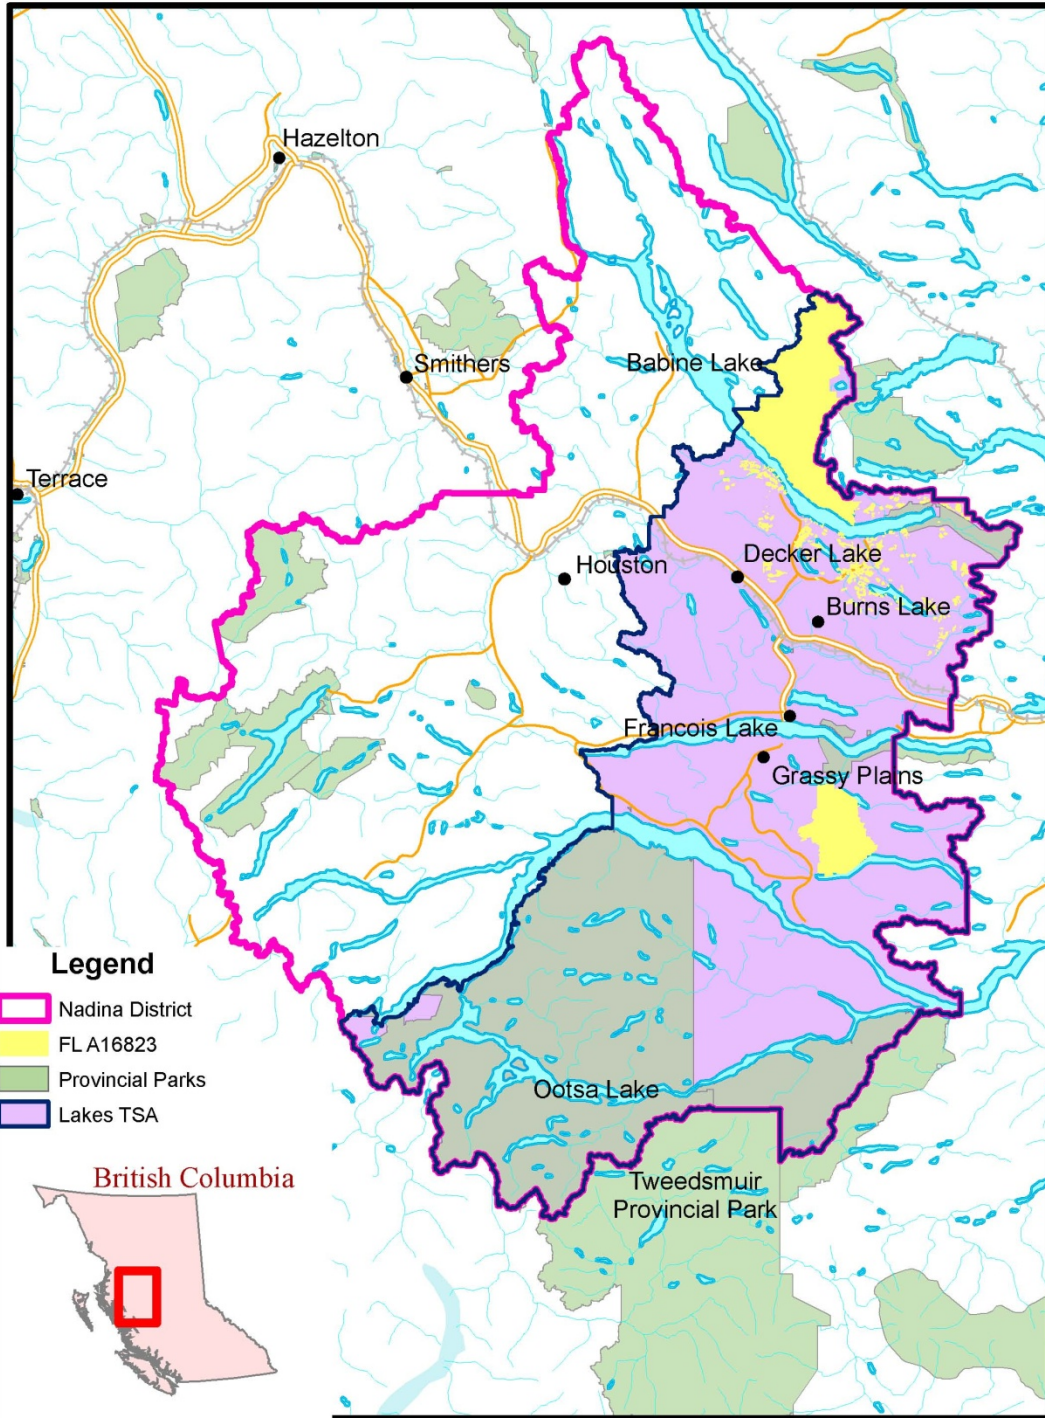 Hazelton
Babine Lake
Smithers
Terrace
Decker Lake
Houston
Burns Lake
Francois Lake
Grassy Plains
Legend
Nadina District
FL A16823
Provincial Parks
Lakes TSA
Ootsa Lake
British Columbia
Tweedsmuir
Provincial Park